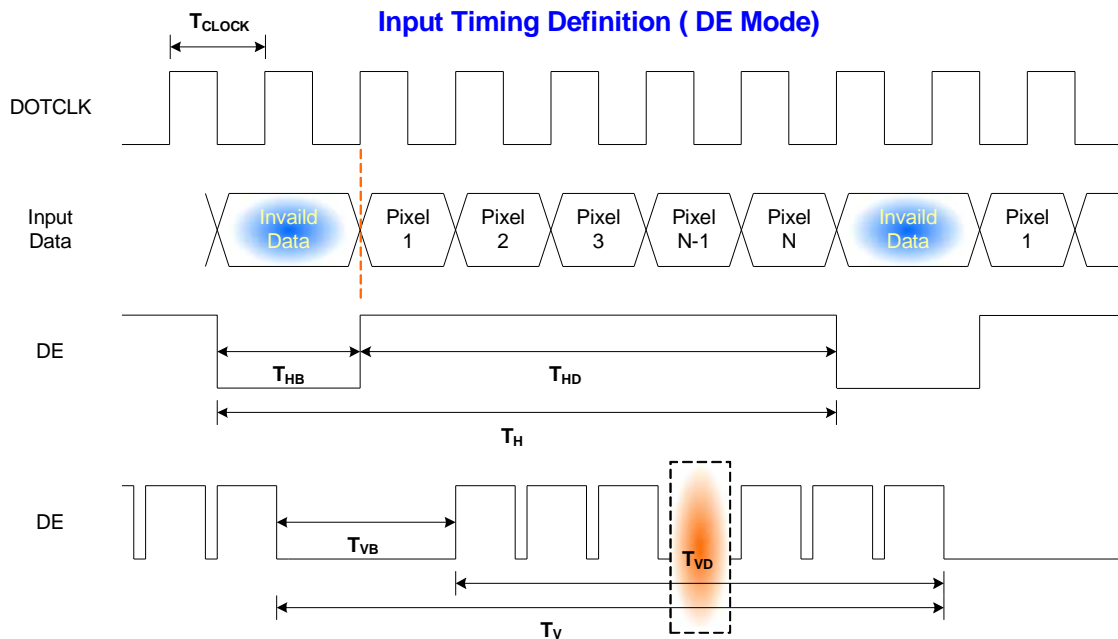 Input Timing Definition ( DE Mode)
TCLOCK
DOTCLK
Input
Data
Invaild
Data
Pixel
1
Pixel
2
Pixel
3
Pixel
N-1
Pixel
N
Invaild
Data
Pixel
1
DE
THB
THD
TH
DE
TVB
TVD
TV